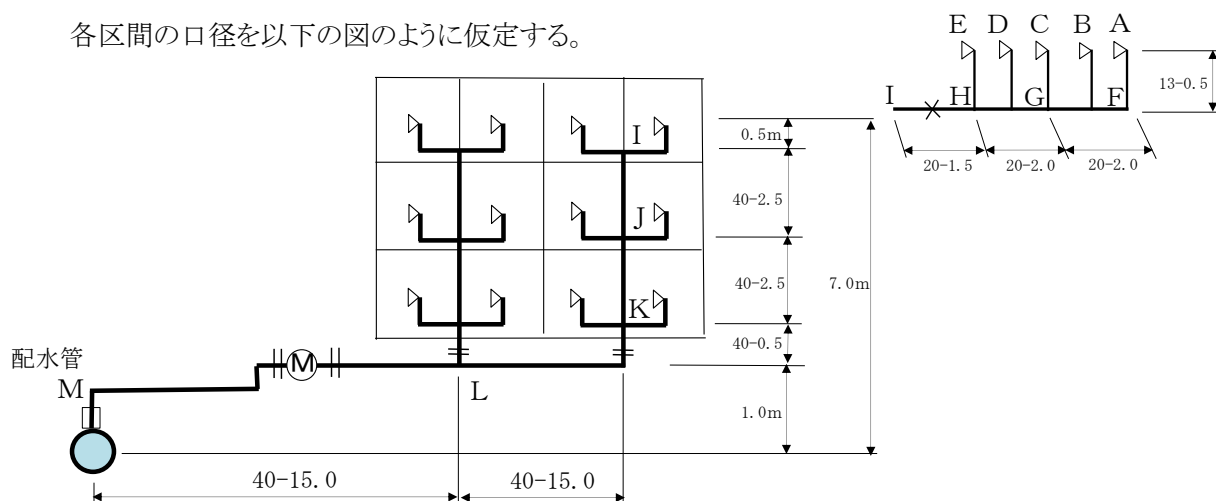 各区間の口径を以下の図のように仮定する。
E D C B A
I H G F
13-0.5
20-1.5 20-2.0 20-2.0
I
0.5m
40-2.5
J
40-2.5
7.0m
K
40-0.5
配水管
M
M
L
1.0m
40-15.0 40-15.0